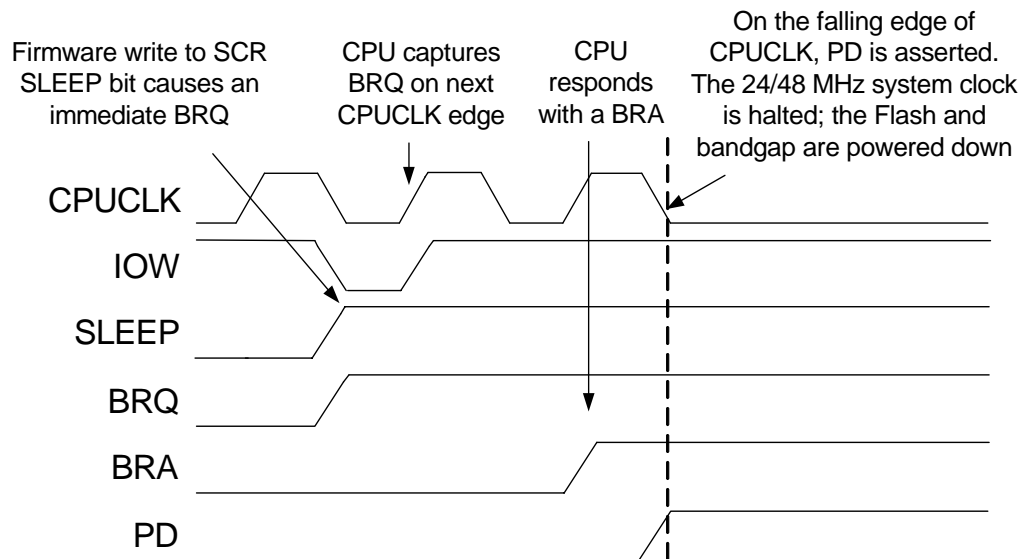 Firmware write to SCR
SLEEP bit causes an
immediate BRQ
CPU captures
BRQ on next
CPUCLK edge
CPU
responds
with a BRA
On the falling edge of
CPUCLK, PD is asserted.
The 24/48 MHz system clock
is halted; the Flash and
bandgap are powered down
CPUCLK
IOW
SLEEP
BRQ
BRA
PD